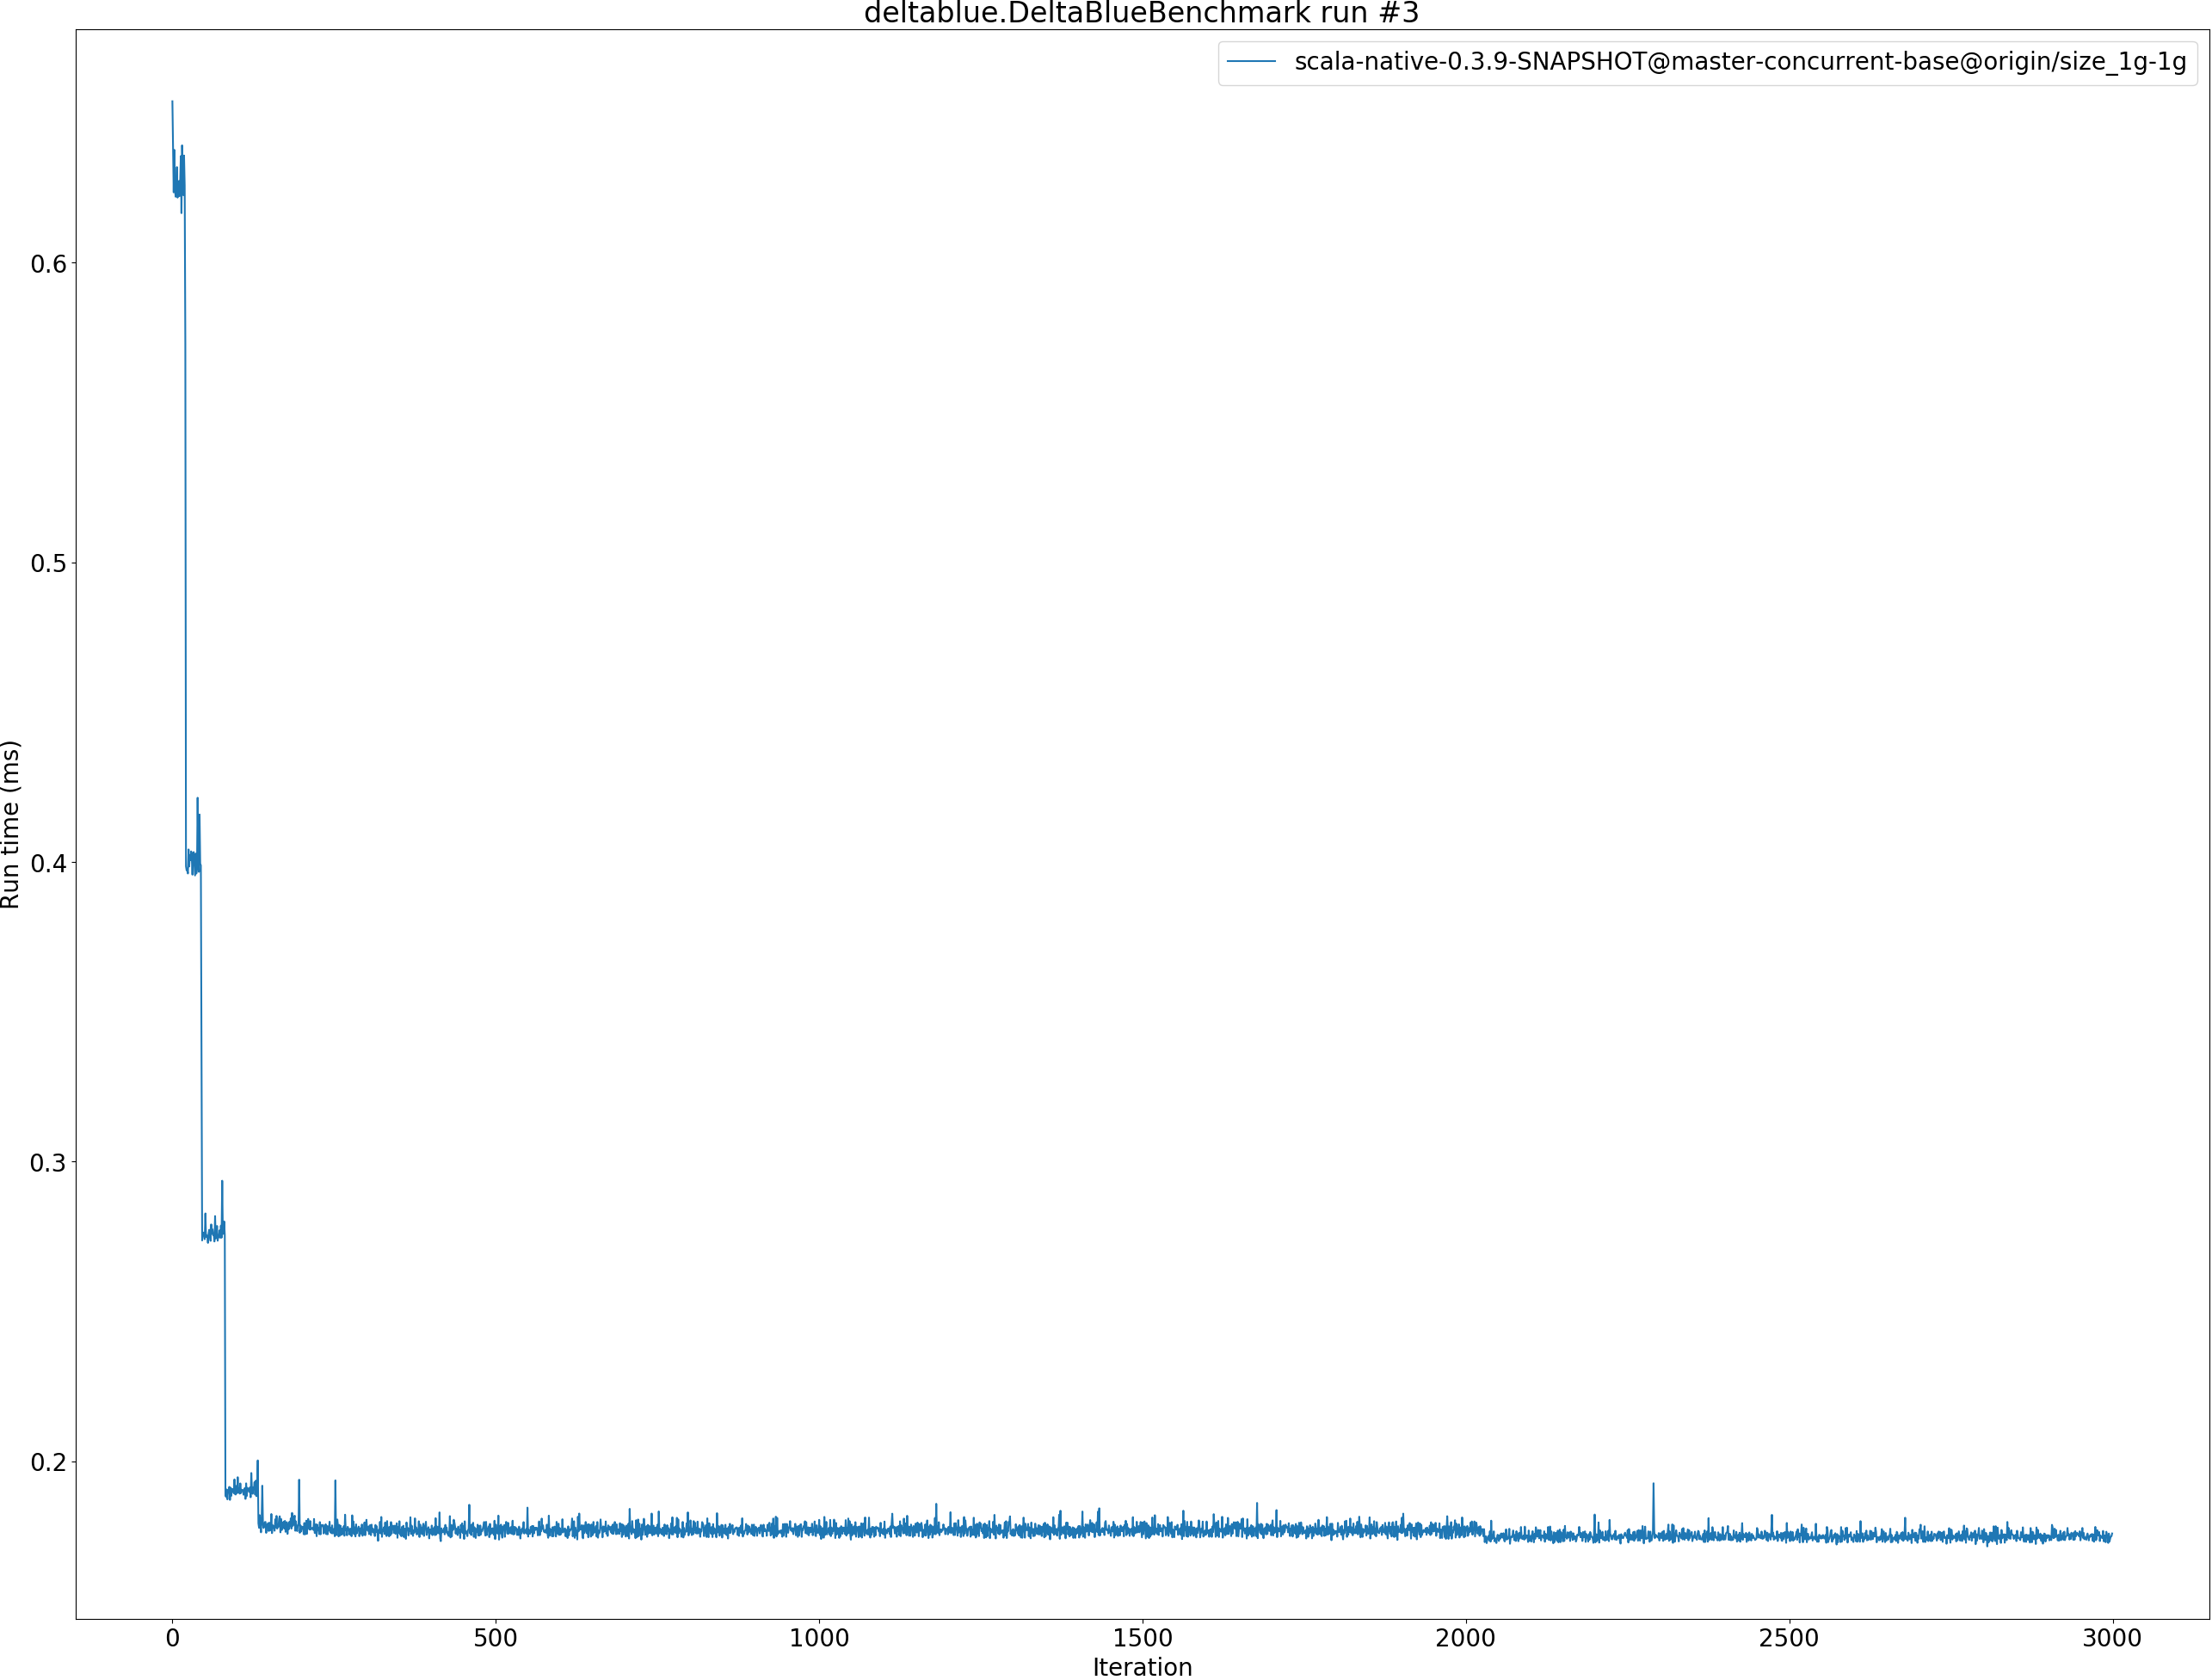 deltablue.DeltaBlueBenchmark run #3
scala-native-0.3.9-SNAPSHOT@master-concurrent-base@origin/size_1g-1g
Run time (ms)
0.6
0.5
0.4
0.3
0.2
0 500 1000 1500 2000 2500 3000
Iteration